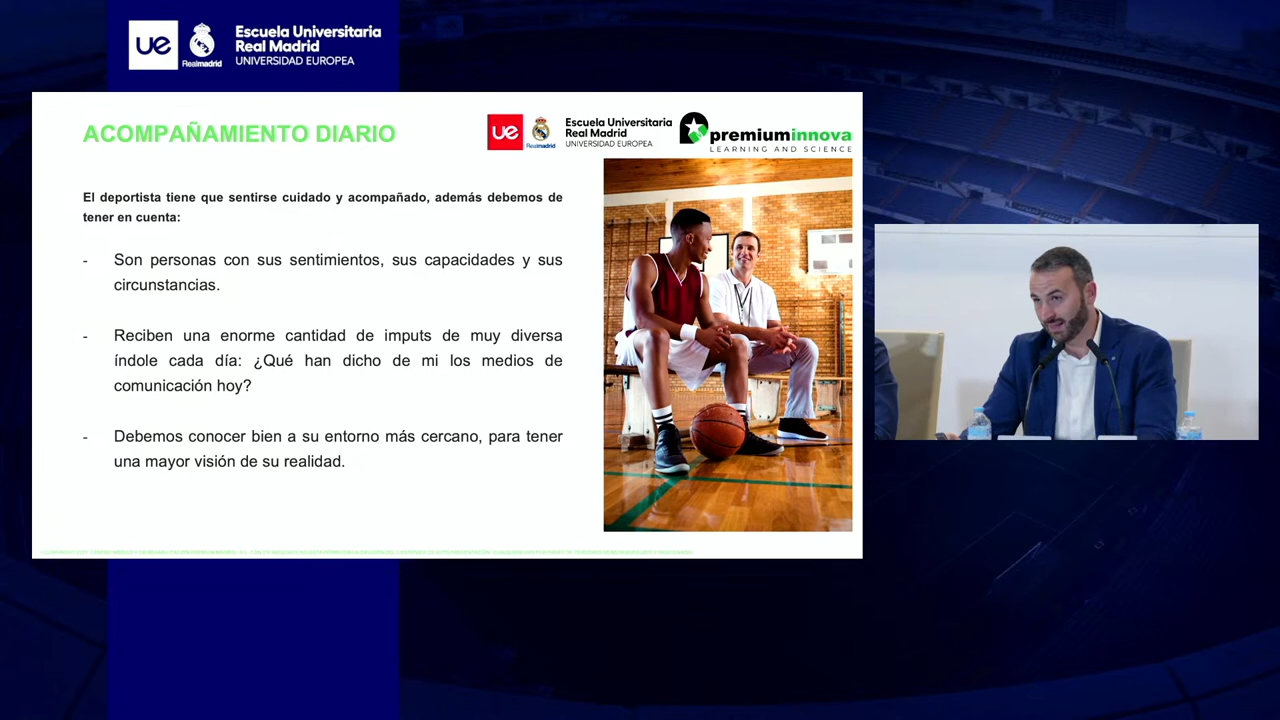 ue
Realmadrid
Escuela Universitaria
Real Madrid
UNIVERSIDAD EUROPEA
ACOMPAÑAMIENTO DIARIO
ue
Realmadrid
Escuela Universitaria
Real Madrid
UNIVERSIDAD EUROPEA
premiuminnova
LEARNING AND SCIENCE
El deportista tiene que sentirse cuidado y acompañado, además debemos de
tener en cuenta:
- Son personas con sus sentimientos, sus capacidades y sus
circunstancias.
- Reciben una enorme cantidad de imputs de muy diversa
índole cada día: ¿Qué han dicho de mi los medios de
comunicación hoy?
- Debemos conocer bien a su entorno más cercano, para tener
una mayor visión de su realidad.